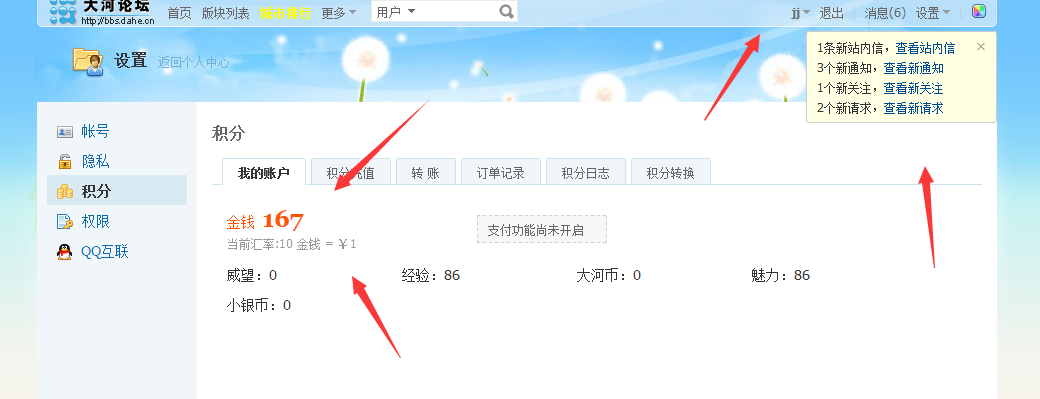 大河论坛
http://bbs.dahe.cn
首页 版块列表 城市排行 更多 用户 jj 退出 消息(6) 设置
设置 返回个人中心
1条新站内信，查看站内信
3个新通知，查看新通知
1个新关注，查看新关注
2个新请求，查看新请求
帐号
隐私
积分
权限
QQ互联
积分
我的账户 积分充值 转 账 订单记录 积分日志 积分转换
金钱 167
当前汇率:10 金钱 = ￥1
支付功能尚未开启
威望：0 经验：86 大河币：0 魅力：86
小银币：0